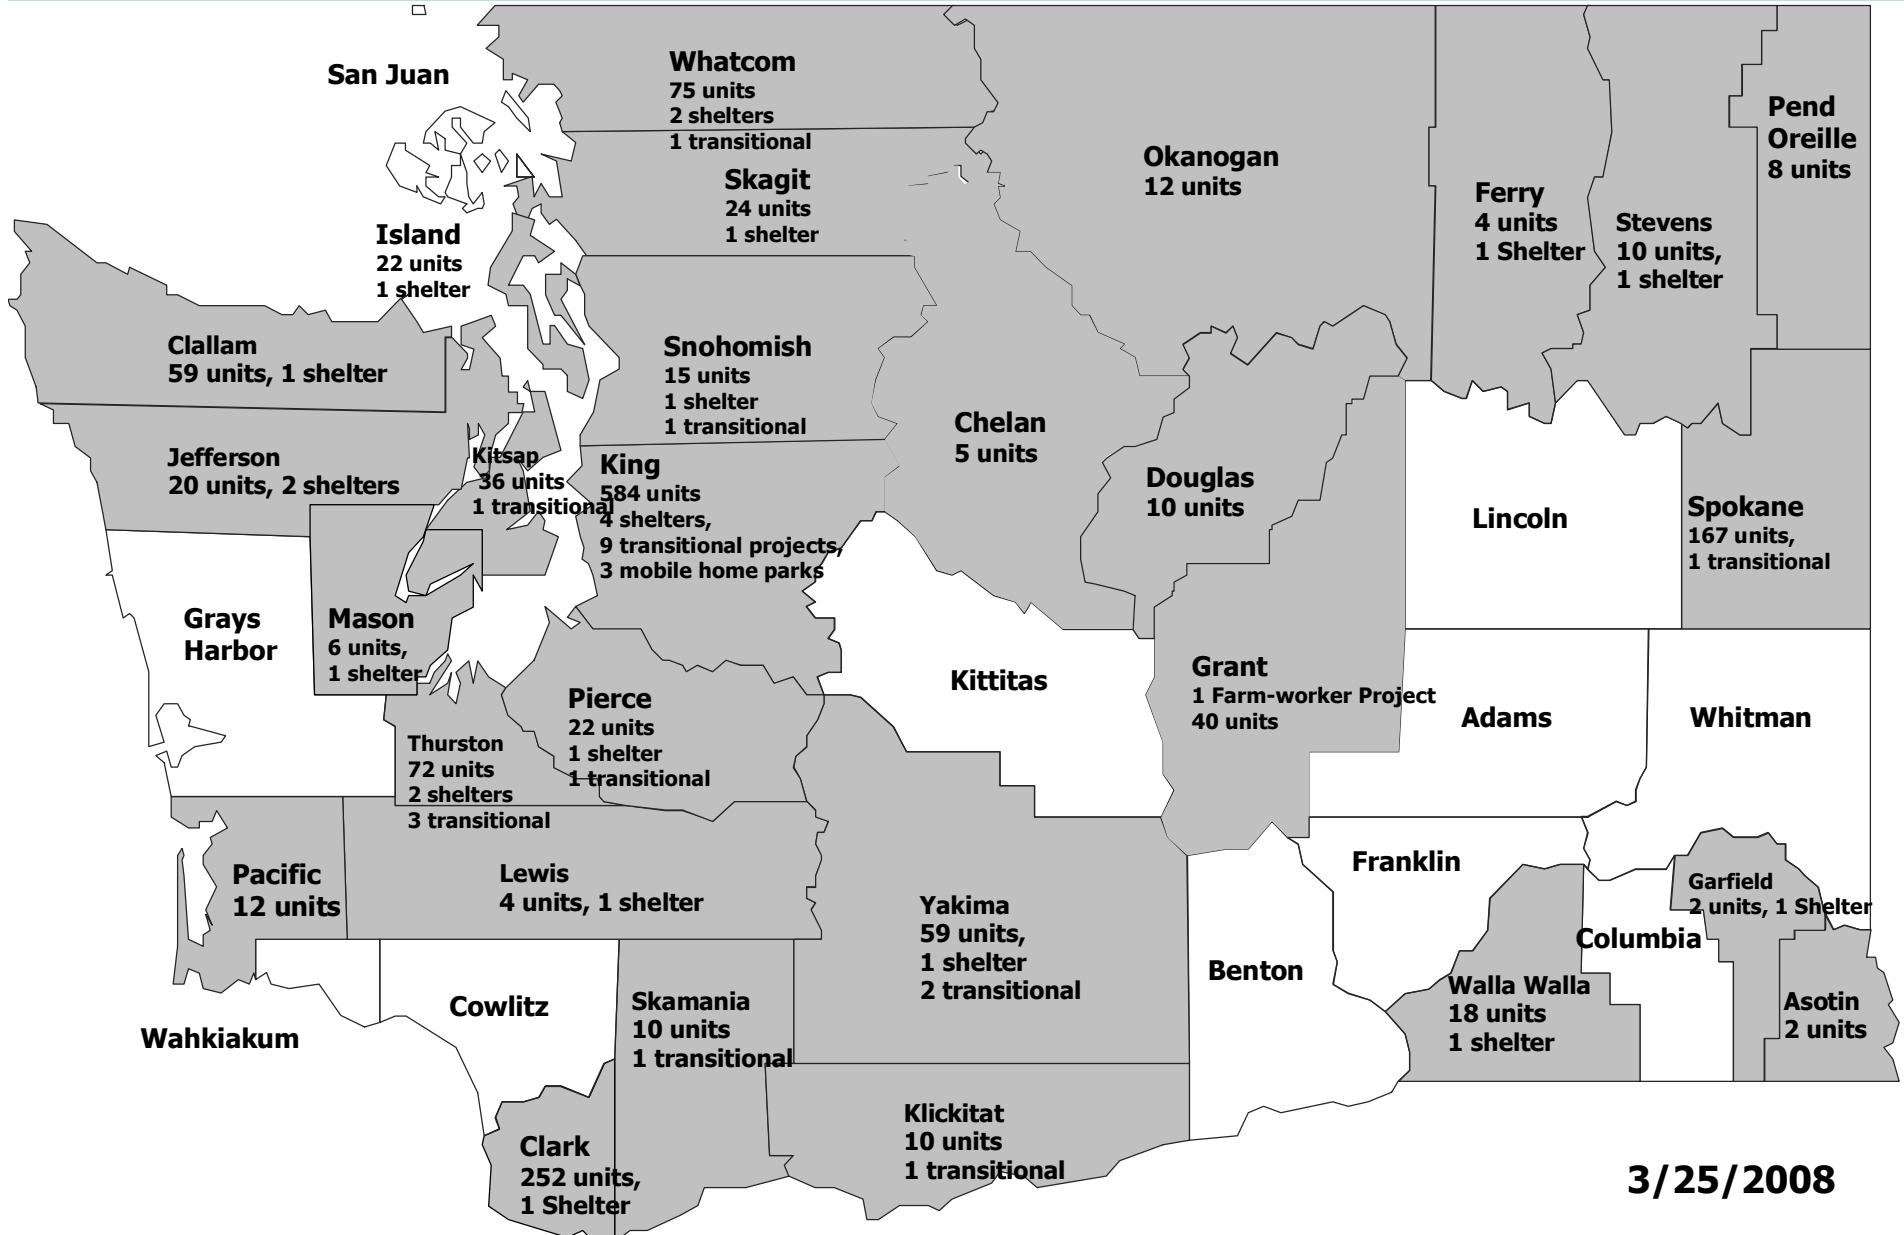 San Juan
Whatcom
75 units
2 shelters
1 transitional
Skagit
24 units
1 shelter
Okanogan
12 units
Ferry
4 units
1 Shelter
Stevens
10 units,
1 shelter
Pend
Oreille
8 units
Island
22 units
1 shelter
Clallam
59 units, 1 shelter
Snohomish
15 units
1 shelter
1 transitional
Chelan
5 units
Douglas
10 units
Jefferson
20 units, 2 shelters
Kitsap
36 units
1 transitional
King
584 units
4 shelters,
9 transitional projects,
3 mobile home parks
Lincoln
Spokane
167 units,
1 transitional
Grays
Harbor
Mason
6 units,
1 shelter
Kittitas
Grant
1 Farm-worker Project
40 units
Adams
Whitman
Pierce
22 units
1 shelter
1 transitional
Thurston
72 units
2 shelters
3 transitional
Pacific
12 units
Lewis
4 units, 1 shelter
Yakima
59 units,
1 shelter
2 transitional
Benton
Franklin
Garfield
2 units, 1 Shelter
Columbia
Walla Walla
18 units
1 shelter
Asotin
2 units
Wahkiakum
Cowlitz
Skamania
10 units
1 transitional
Clark
252 units,
1 Shelter
Klickitat
10 units
1 transitional
3/25/2008